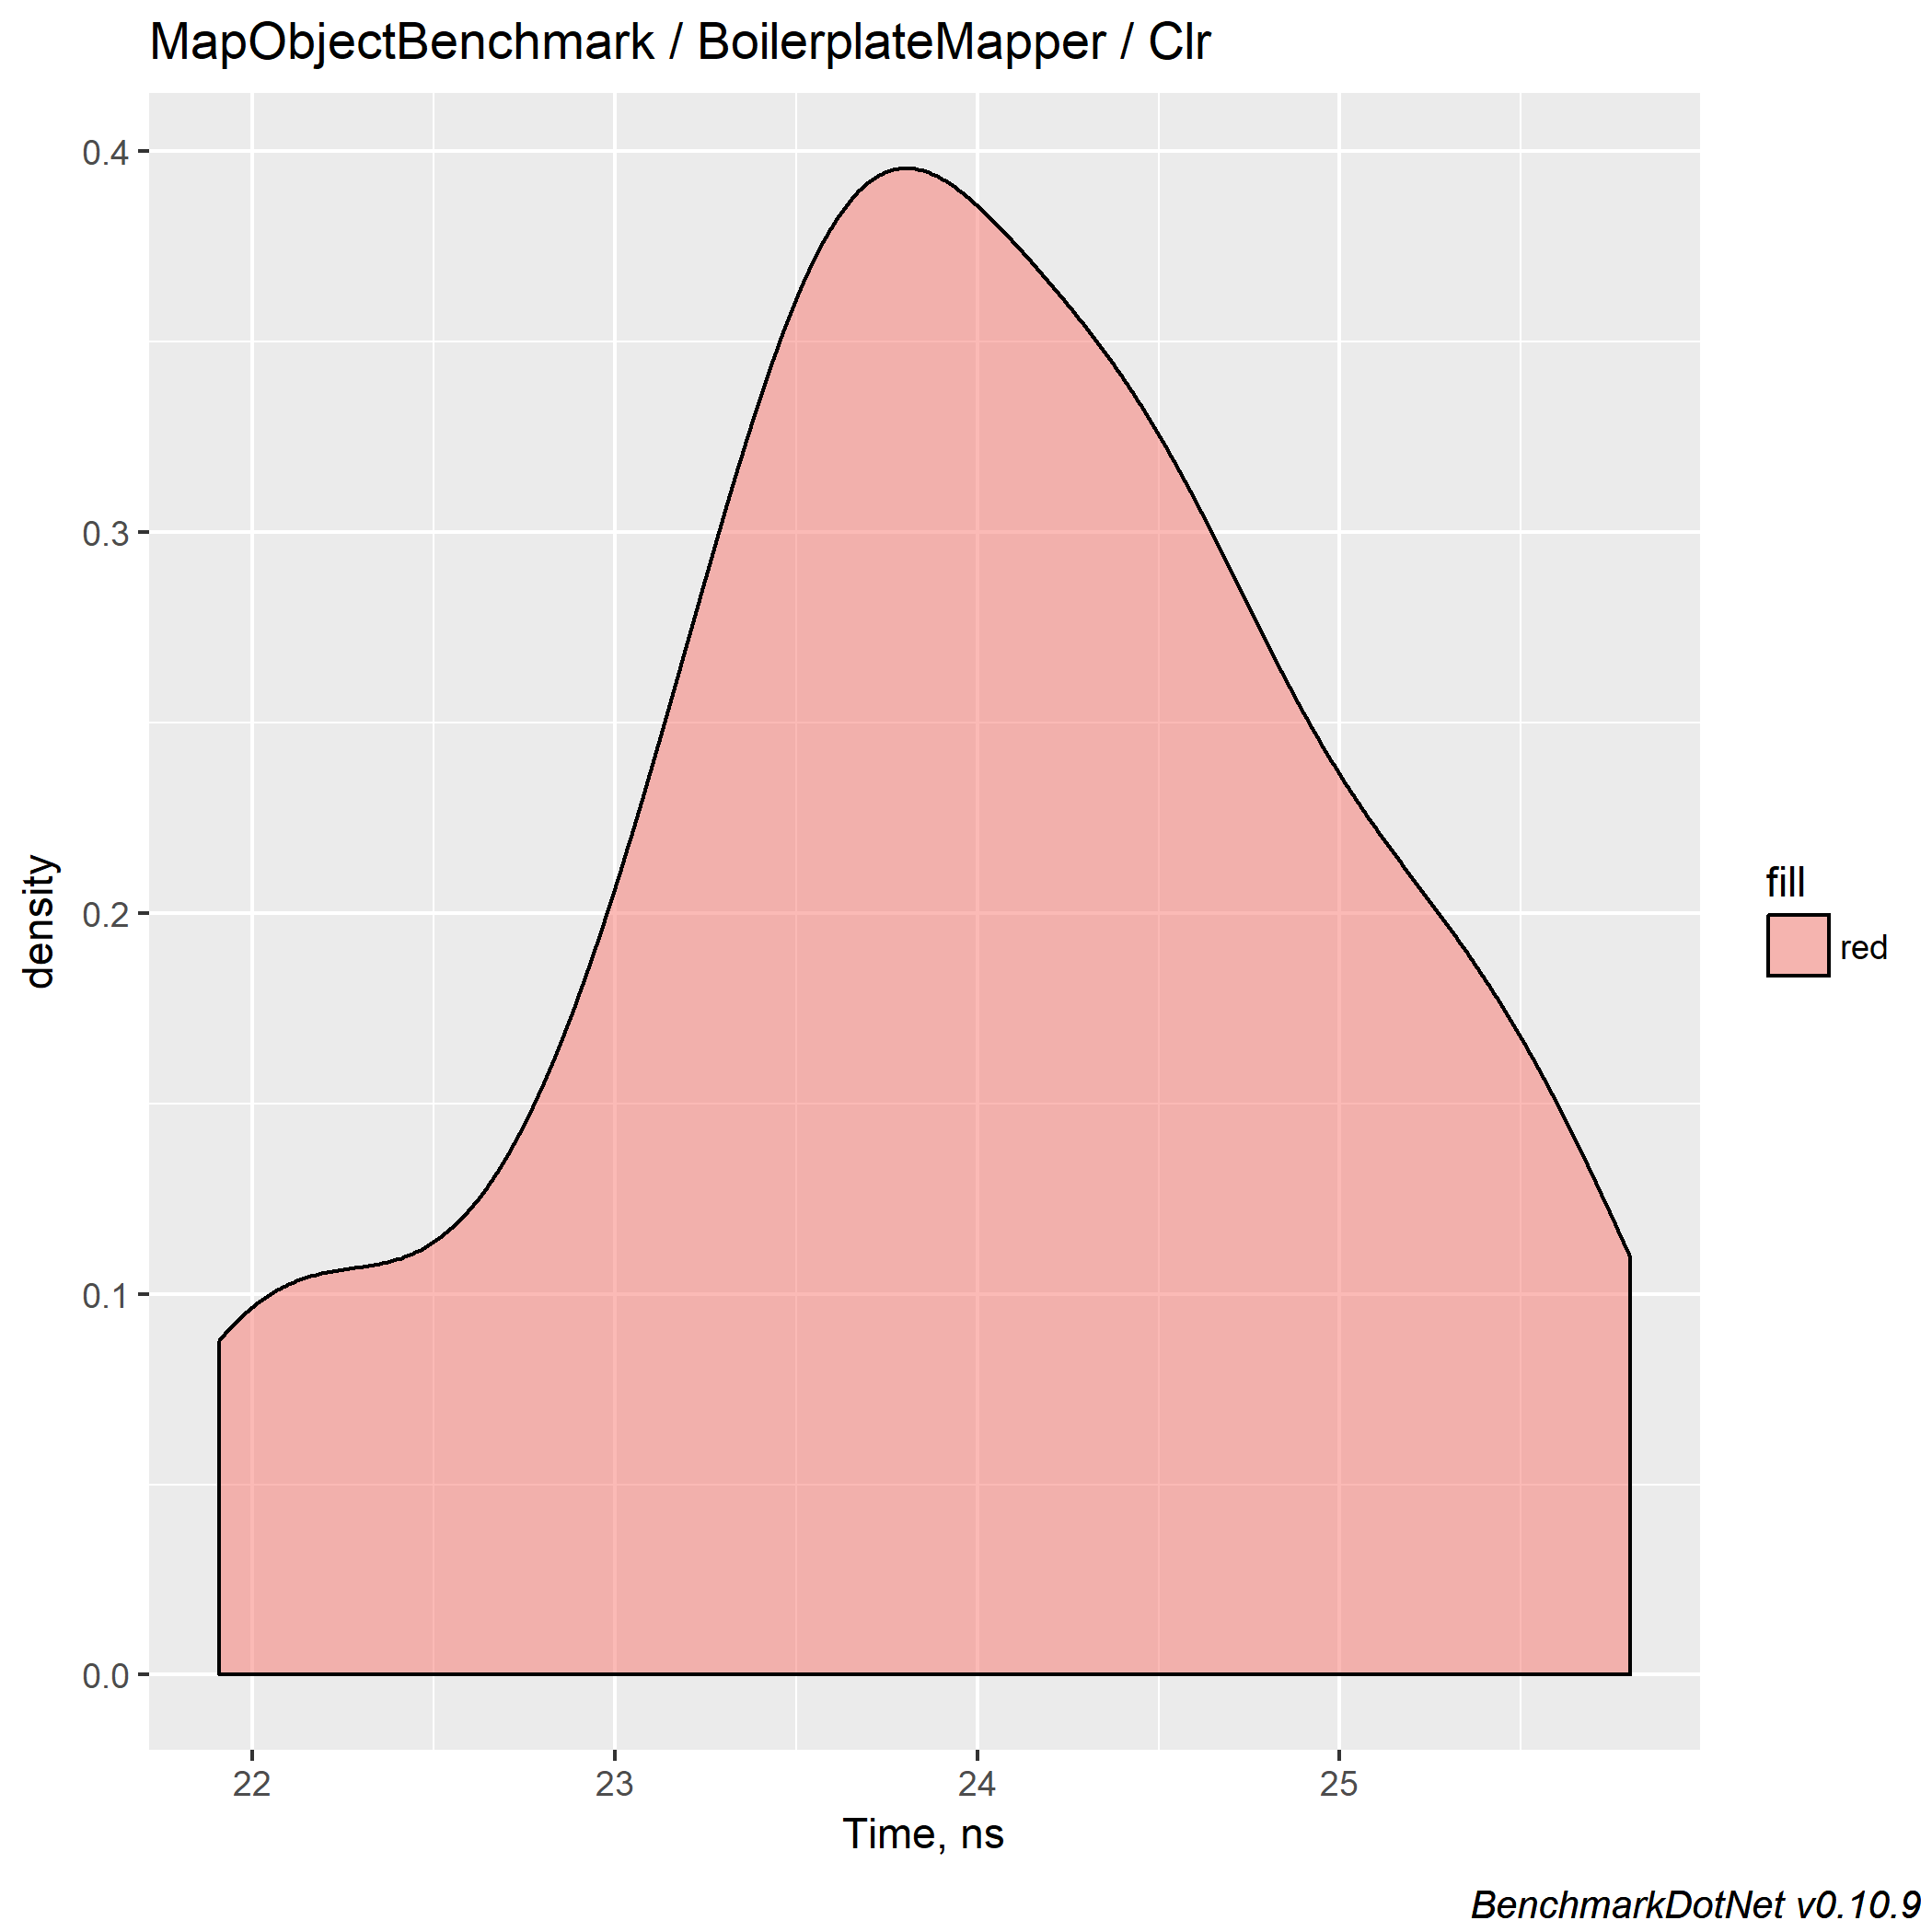 MapObjectBenchmark / BoilerplateMapper / Clr
0.4
0.3
0.2
0.1
0.0
density
22 23 24 25
Time, ns
fill
red
BenchmarkDotNet v0.10.9